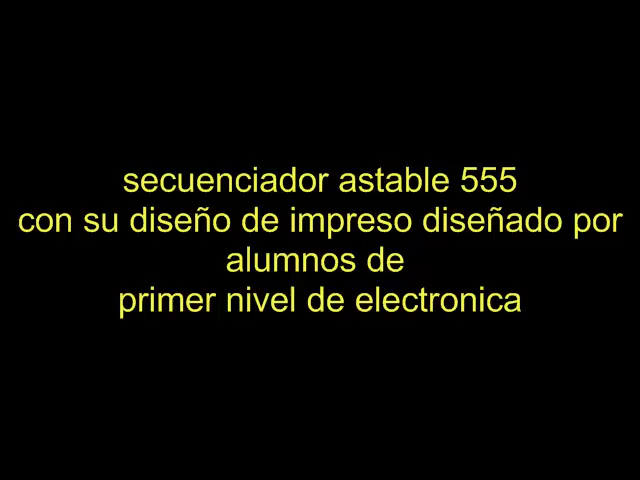 secuenciador astable 555
con su diseño de impreso diseñado por
alumnos de
primer nivel de electronica